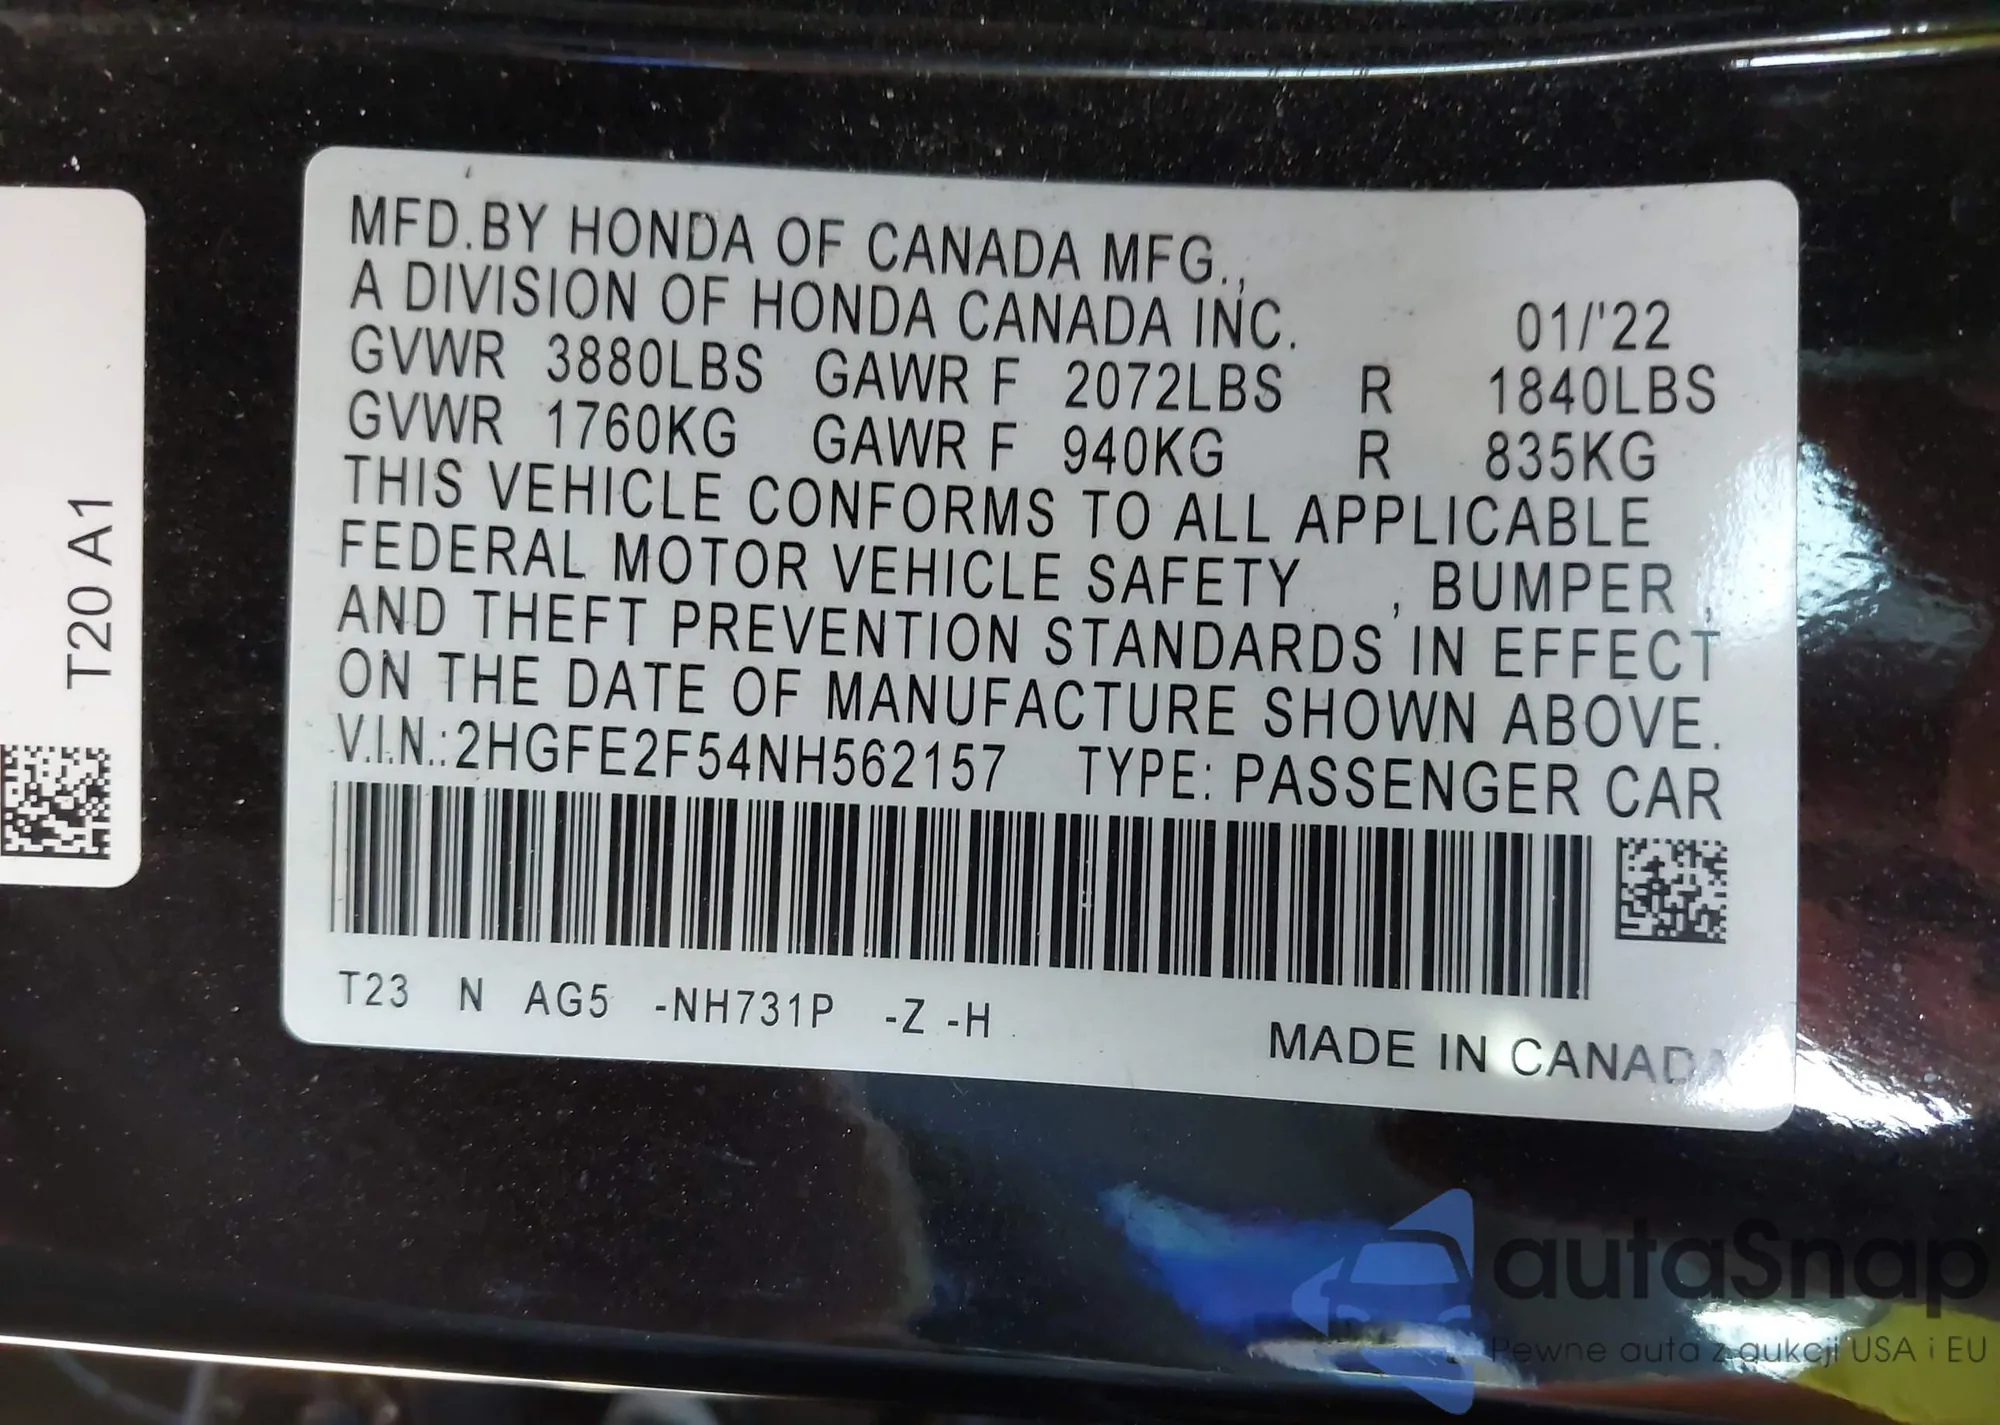 MFD.BY HONDA OF CANADA MFG.,
A DIVISION OF HONDA CANADA INC. 01/'22
GVWR 3880LBS GAWR F 2072LBS R 1840LBS
GVWR 1760KG GAWR F 940KG R 835KG
THIS VEHICLE CONFORMS TO ALL APPLICABLE
FEDERAL MOTOR VEHICLE SAFETY , BUMPER ,
AND THEFT PREVENTION STANDARDS IN EFFECT
ON THE DATE OF MANUFACTURE SHOWN ABOVE.
V.I.N.:2HGFE2F54NH562157 TYPE: PASSENGER CAR
T23 N AG5 -NH731P -Z -H
MADE IN CANADA
T20 A1
autaSnap
Pewne auta z aukcji USA i EU